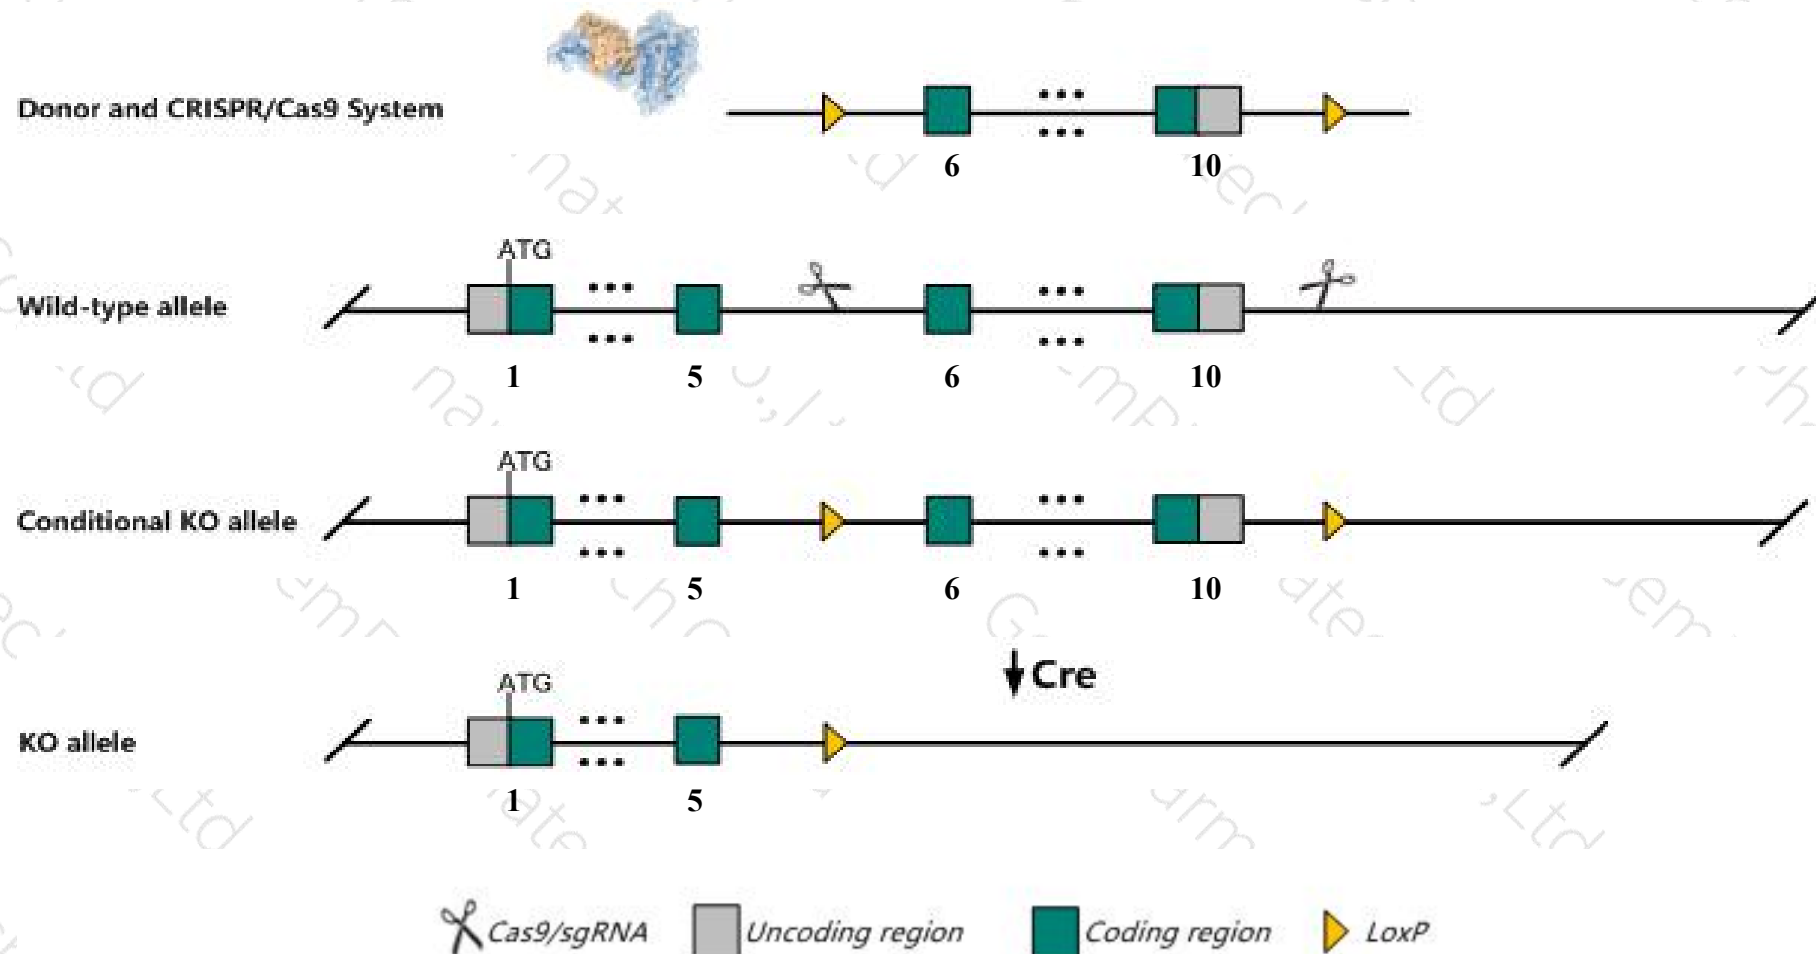 Donor and CRISPR/Cas9 System
6 10
ATG
Wild-type allele
1 5 6 10
ATG
Conditional KO allele
1 5 6 10
Cre
ATG
KO allele
1 5
Cas9/sgRNA Uncoding region Coding region LoxP